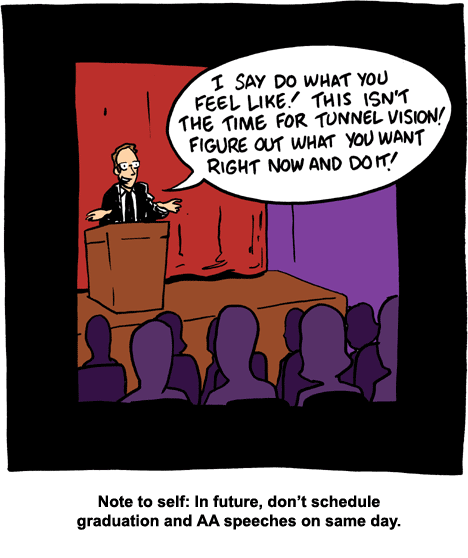 I SAY DO WHAT YOU
FEEL LIKE! THIS ISN'T
THE TIME FOR TUNNEL VISION!
FIGURE OUT WHAT YOU WANT
RIGHT NOW AND DO IT!
Note to self: In future, don't schedule
graduation and AA speeches on same day.